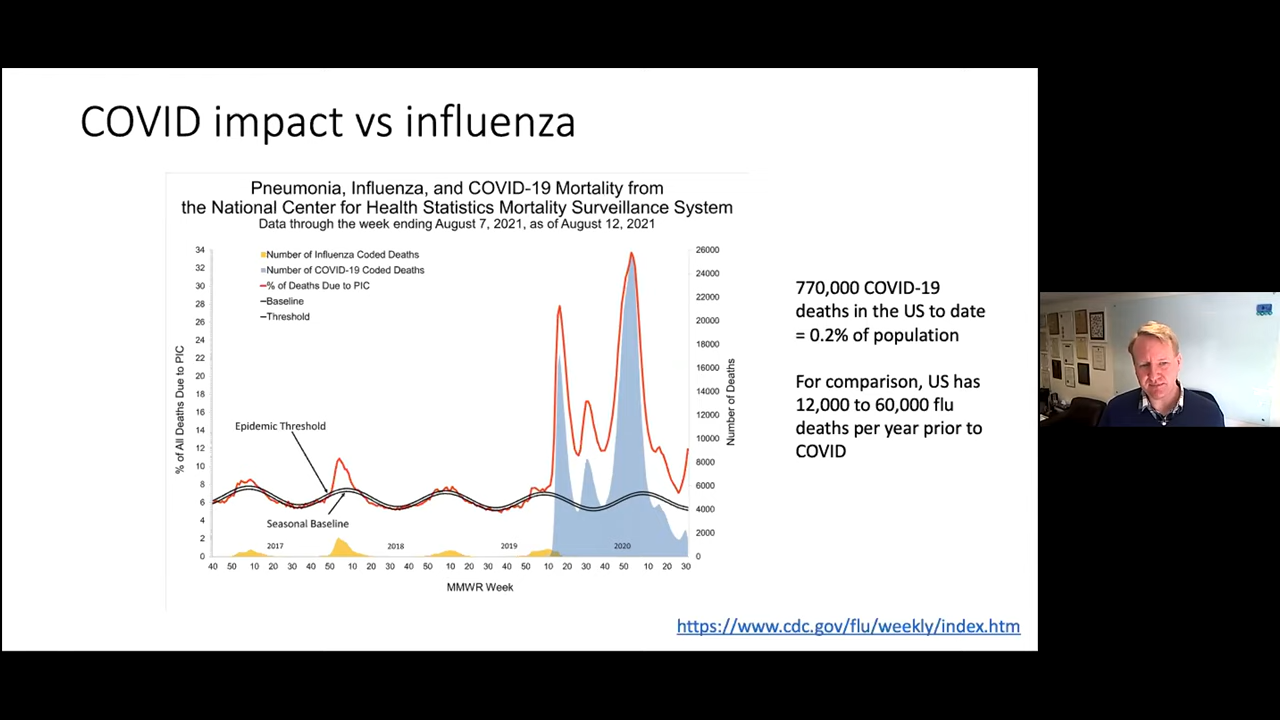 COVID impact vs influenza
Pneumonia, Influenza, and COVID-19 Mortality from
the National Center for Health Statistics Mortality Surveillance System
Data through the week ending August 7, 2021, as of August 12, 2021
Number of Influenza Coded Deaths
Number of COVID-19 Coded Deaths
% of Deaths Due to PIC
Baseline
Threshold
% of All Deaths Due to PIC
34
32
30
28
26
24
22
20
18
16
14
12
10
8
6
4
2
0
Epidemic Threshold
Seasonal Baseline
2017 2018 2019 2020
26000
24000
22000
20000
18000
16000
14000
12000
10000
8000
6000
4000
2000
0
Number of Deaths
40 50 10 20 30 40 50 10 20 30 40 50 10 20 30 40 50 10 20 30 40 50 10 20 30
MMWR Week
770,000 COVID-19
deaths in the US to date
= 0.2% of population
For comparison, US has
12,000 to 60,000 flu
deaths per year prior to
COVID
https://www.cdc.gov/flu/weekly/index.htm